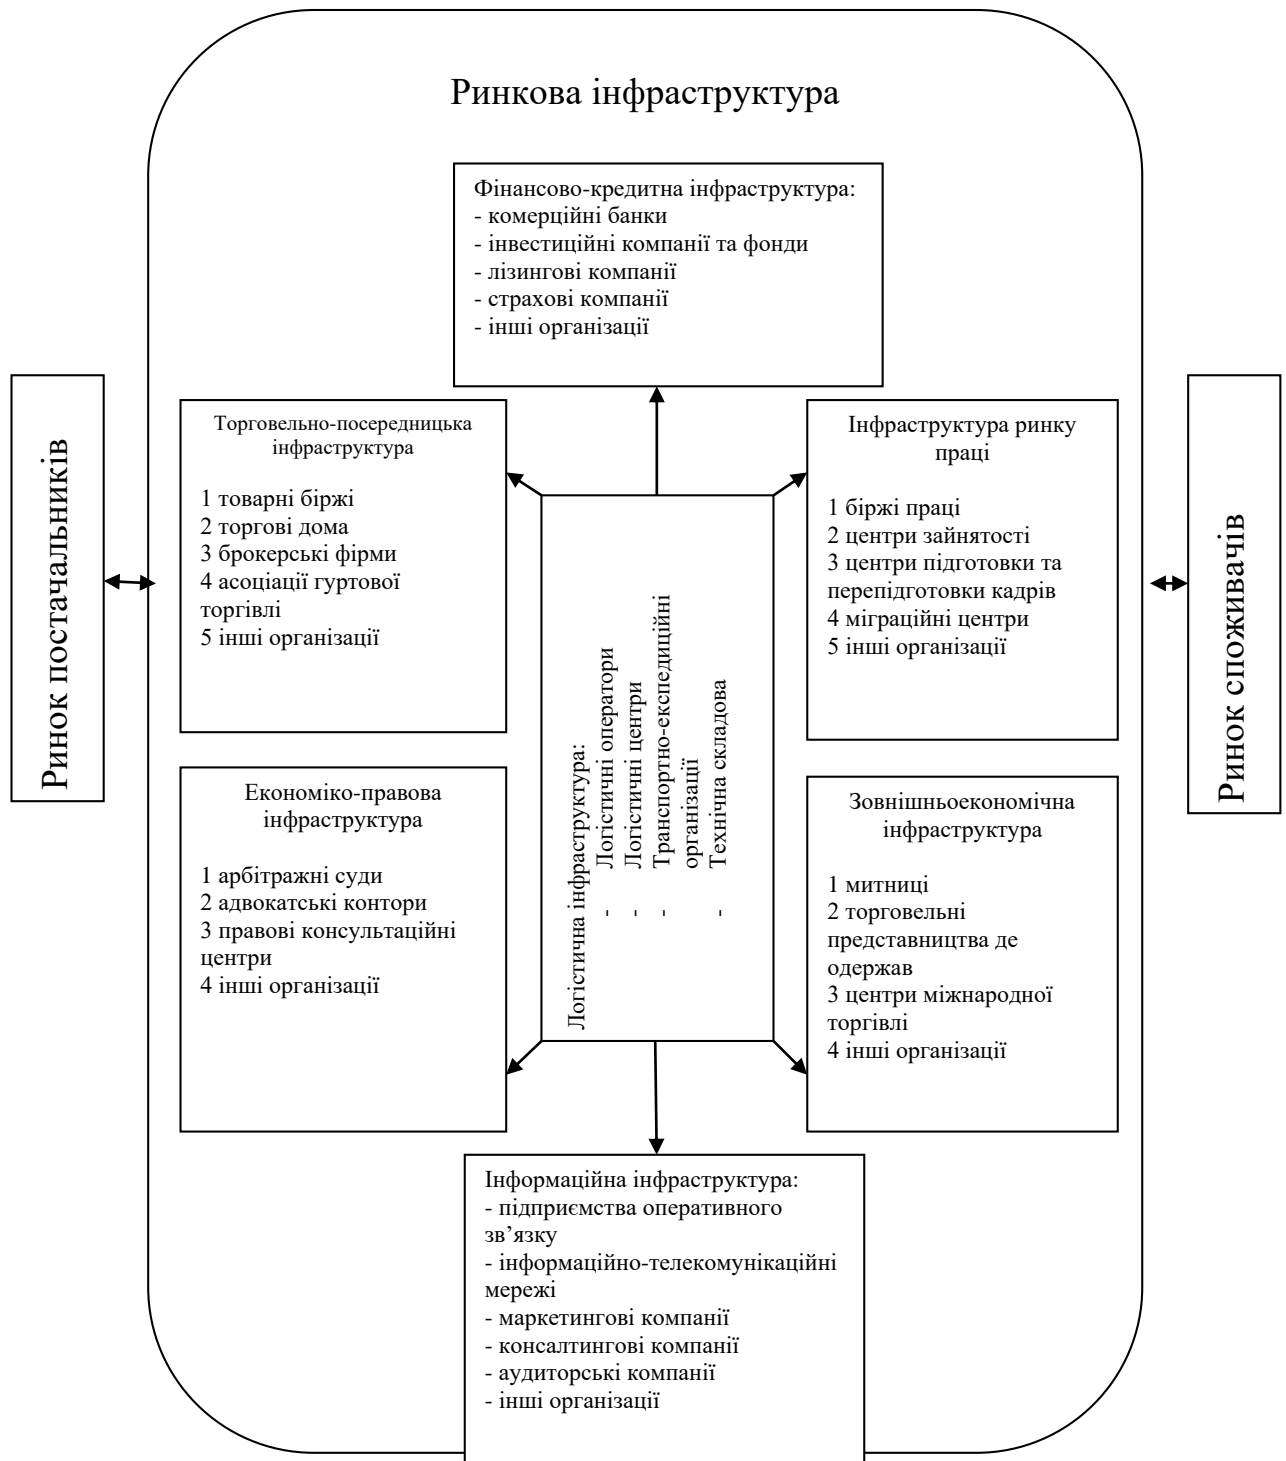 Ринкова інфраструктура
Фінансово-кредитна інфраструктура:
- комерційні банки
- інвестиційні компанії та фонди
- лізингові компанії
- страхові компанії
- інші організації
Ринок постачальників
Торговельно-посередницька
інфраструктура
1 товарні біржі
2 торгові дома
3 брокерські фірми
4 асоціації гуртової
торгівлі
5 інші організації
Інфраструктура ринку
праці
1 біржі праці
2 центри зайнятості
3 центри підготовки та
перепідготовки кадрів
4 міграційні центри
5 інші організації
Ринок споживачів
Логістична інфраструктура:
- Логістичні оператори
- Логістичні центри
- Транспортно-експедиційні
організації
- Технічна складова
Економіко-правова
інфраструктура
1 арбітражні суди
2 адвокатські контори
3 правові консультаційні
центри
4 інші організації
Зовнішньоекономічна
інфраструктура
1 митниці
2 торговельні
представництва де
одержав
3 центри міжнародної
торгівлі
4 інші організації
Інформаційна інфраструктура:
- підприємства оперативного
зв’язку
- інформаційно-телекомунікаційні
мережі
- маркетингові компанії
- консалтингові компанії
- аудиторські компанії
- інші організації